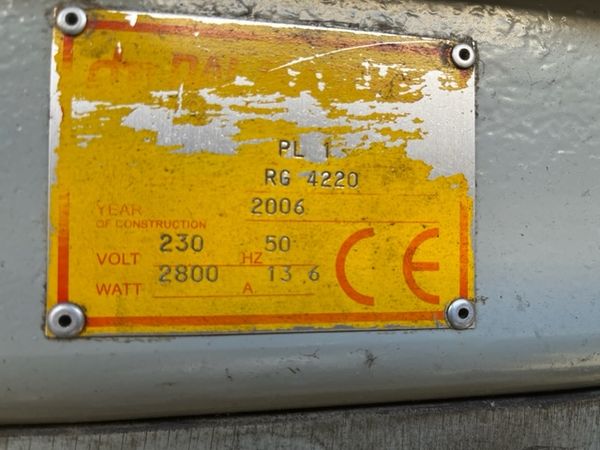 PL 1
RG 4220
YEAR OF CONSTRUCTION 2006
VOLT 230 HZ 50
WATT 2800 A 13 6
CE